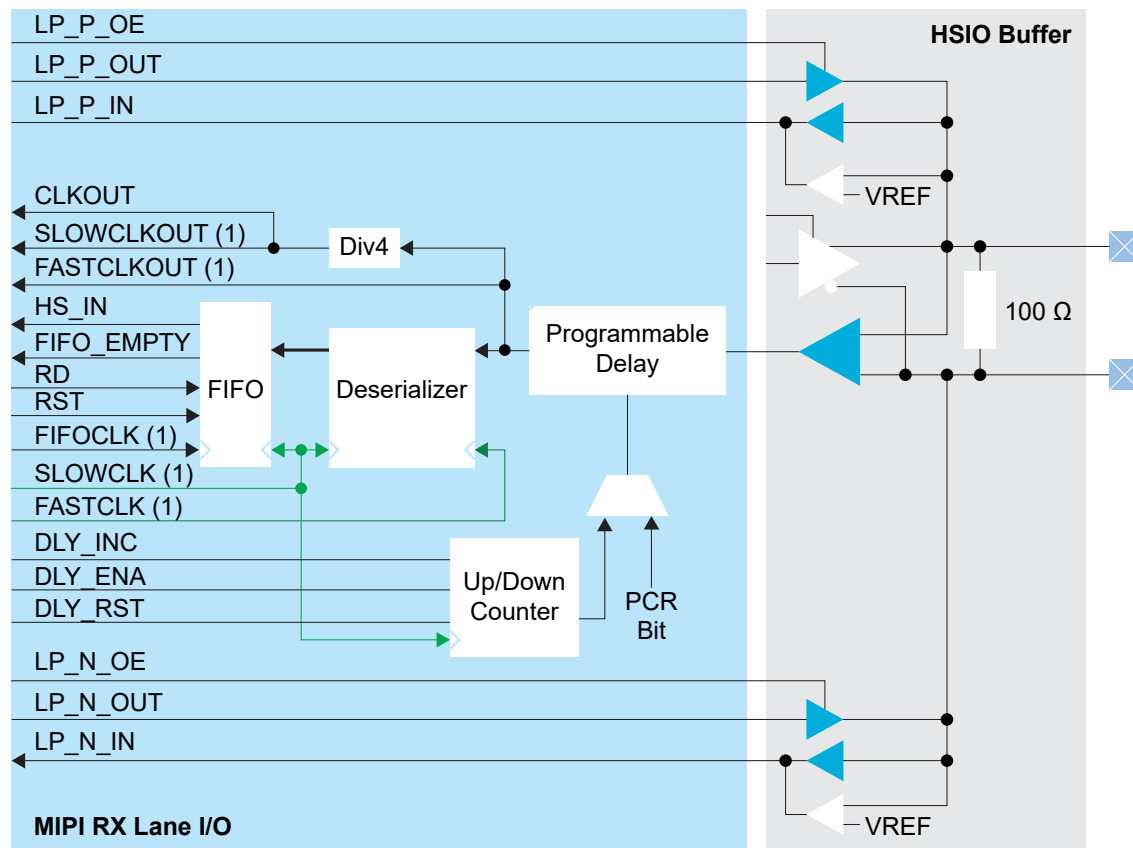 LP_P_OE
HSIO Buffer
LP_P_OUT
LP_P_IN
VREF
CLKOUT
SLOWCLKOUT (1)
Div4
FASTCLKOUT (1)
HS_IN
100 Ω
Programmable
Delay
FIFO_EMPTY
RD
FIFO
Deserializer
RST
FIFOCLK (1)
SLOWCLK (1)
FASTCLK (1)
DLY_INC
DLY_ENA
Up/Down
Counter
DLY_RST
PCR
Bit
LP_N_OE
LP_N_OUT
LP_N_IN
MIPI RX Lane I/O
VREF